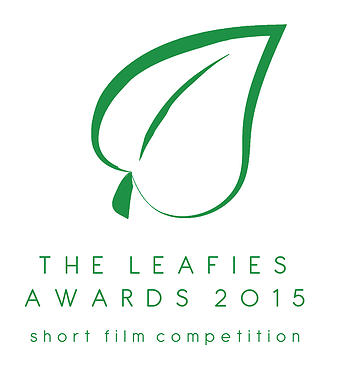 THE LEAFIES
AWARDS 2015
short film competition